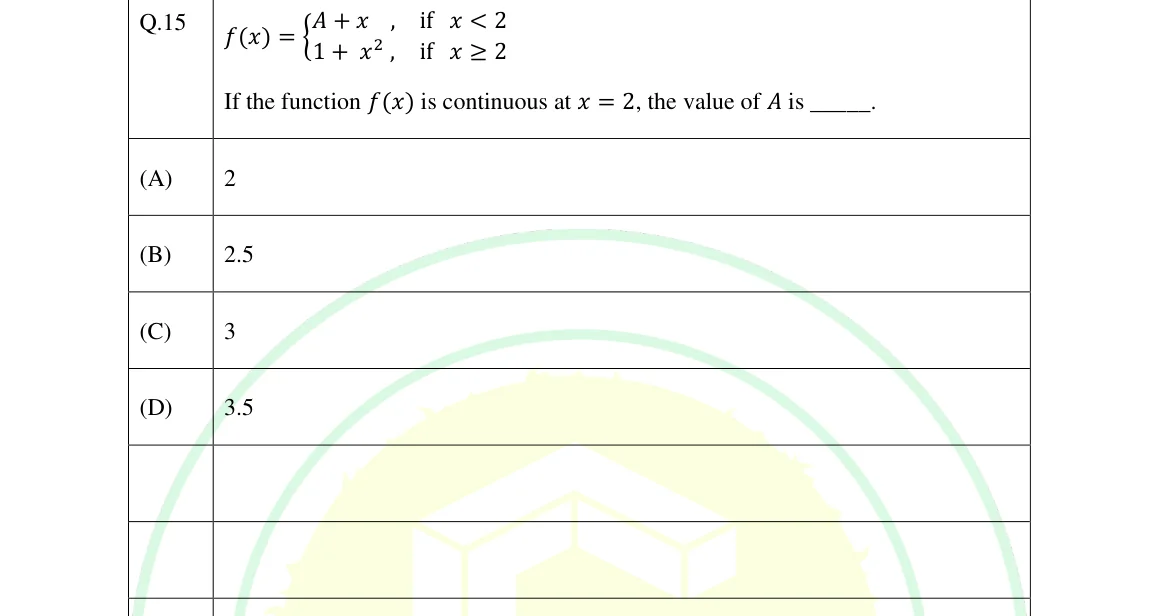 Q.15
f(x) = {A + x , if x < 2
1 + x², if x ≥ 2
If the function f(x) is continuous at x = 2, the value of A is _____.
(A) 2
(B) 2.5
(C) 3
(D) 3.5